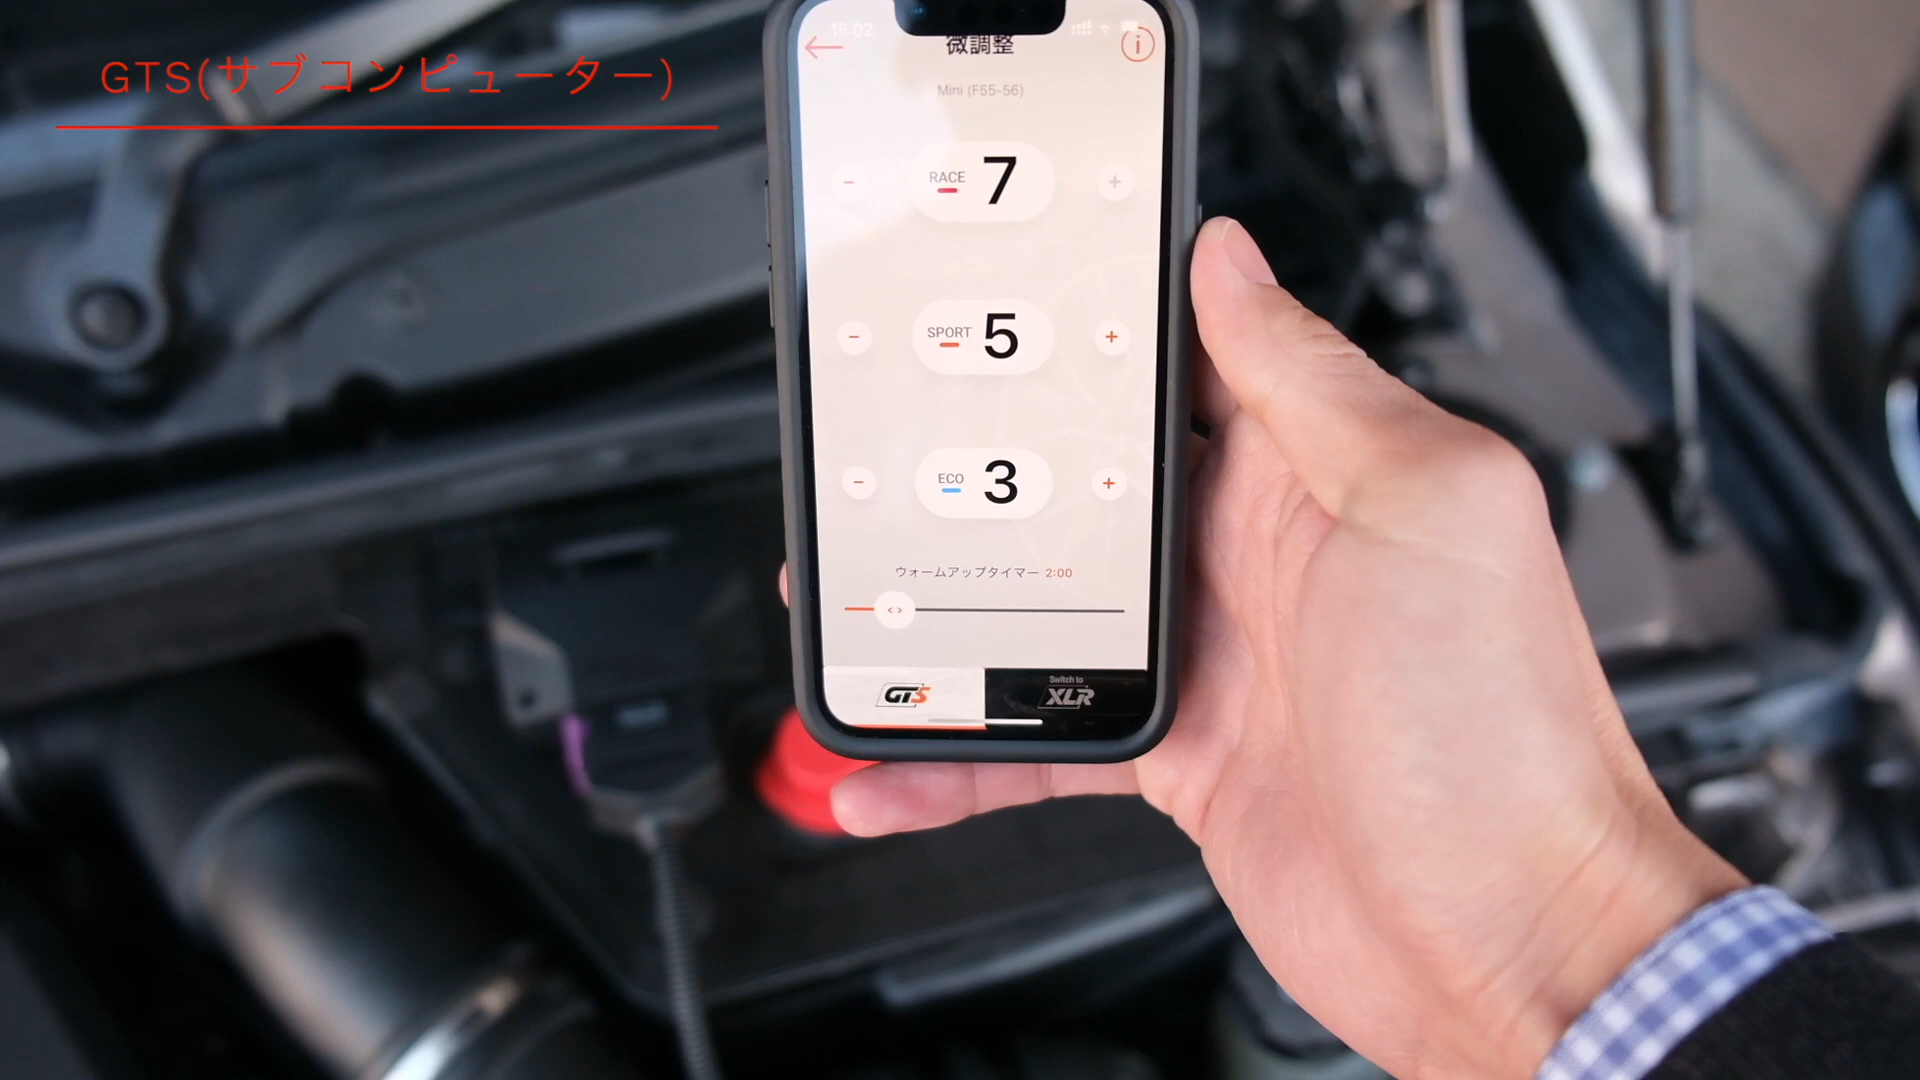 GTS(サブコンピューター)
15:02
微調整
Mini (F55-56)
RACE 7
SPORT 5
ECO 3
ウォームアップタイマー 2:00
GTS
Switch to
XLR